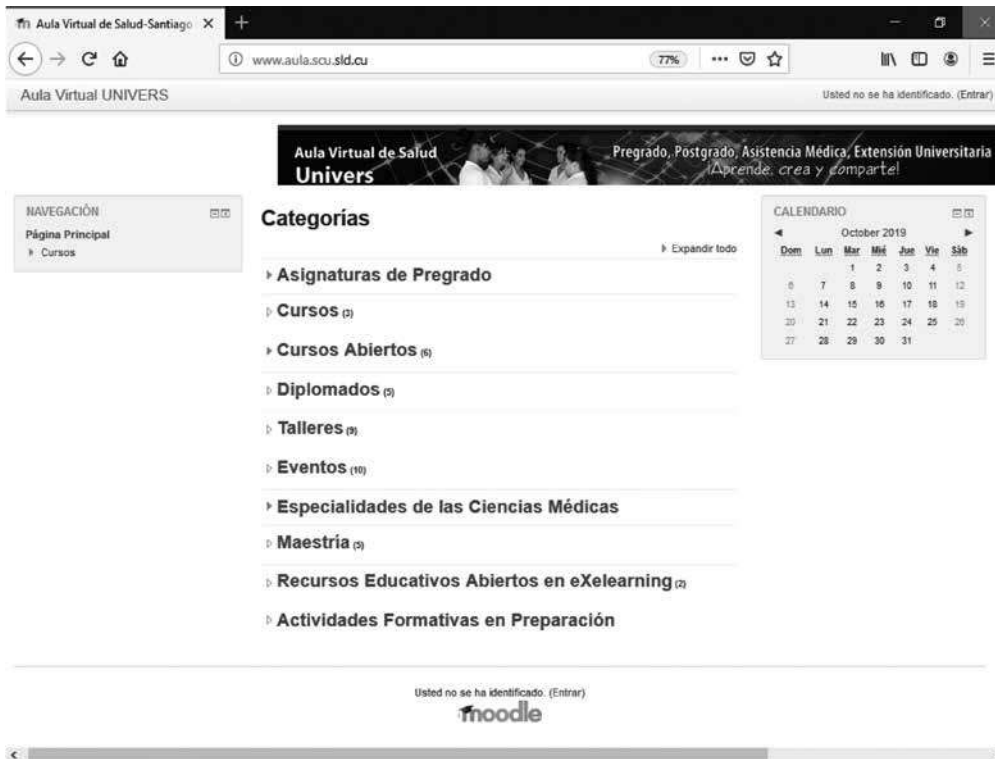 Aula Virtual de Salud-Santiago
www.aula.scu.sld.cu
77%
Aula Virtual UNIVERS
Usted no se ha identificado. (Entrar)
Aula Virtual de Salud
Univers
Pregrado, Postgrado, Asistencia Médica, Extensión Universitaria
¡Aprende, crea y comparte!
NAVEGACIÓN
Página Principal
Cursos
Categorías
Expandir todo
Asignaturas de Pregrado
Cursos (3)
Cursos Abiertos (6)
Diplomados (5)
Talleres (9)
Eventos (10)
Especialidades de las Ciencias Médicas
Maestría (5)
Recursos Educativos Abiertos en eXelearning (2)
Actividades Formativas en Preparación
CALENDARIO
October 2019
Dom Lun Mar Mié Jue Vie Sáb
1 2 3 4 5
6 7 8 9 10 11 12
13 14 15 16 17 18 19
20 21 22 23 24 25 26
27 28 29 30 31
Usted no se ha identificado. (Entrar)
moodle